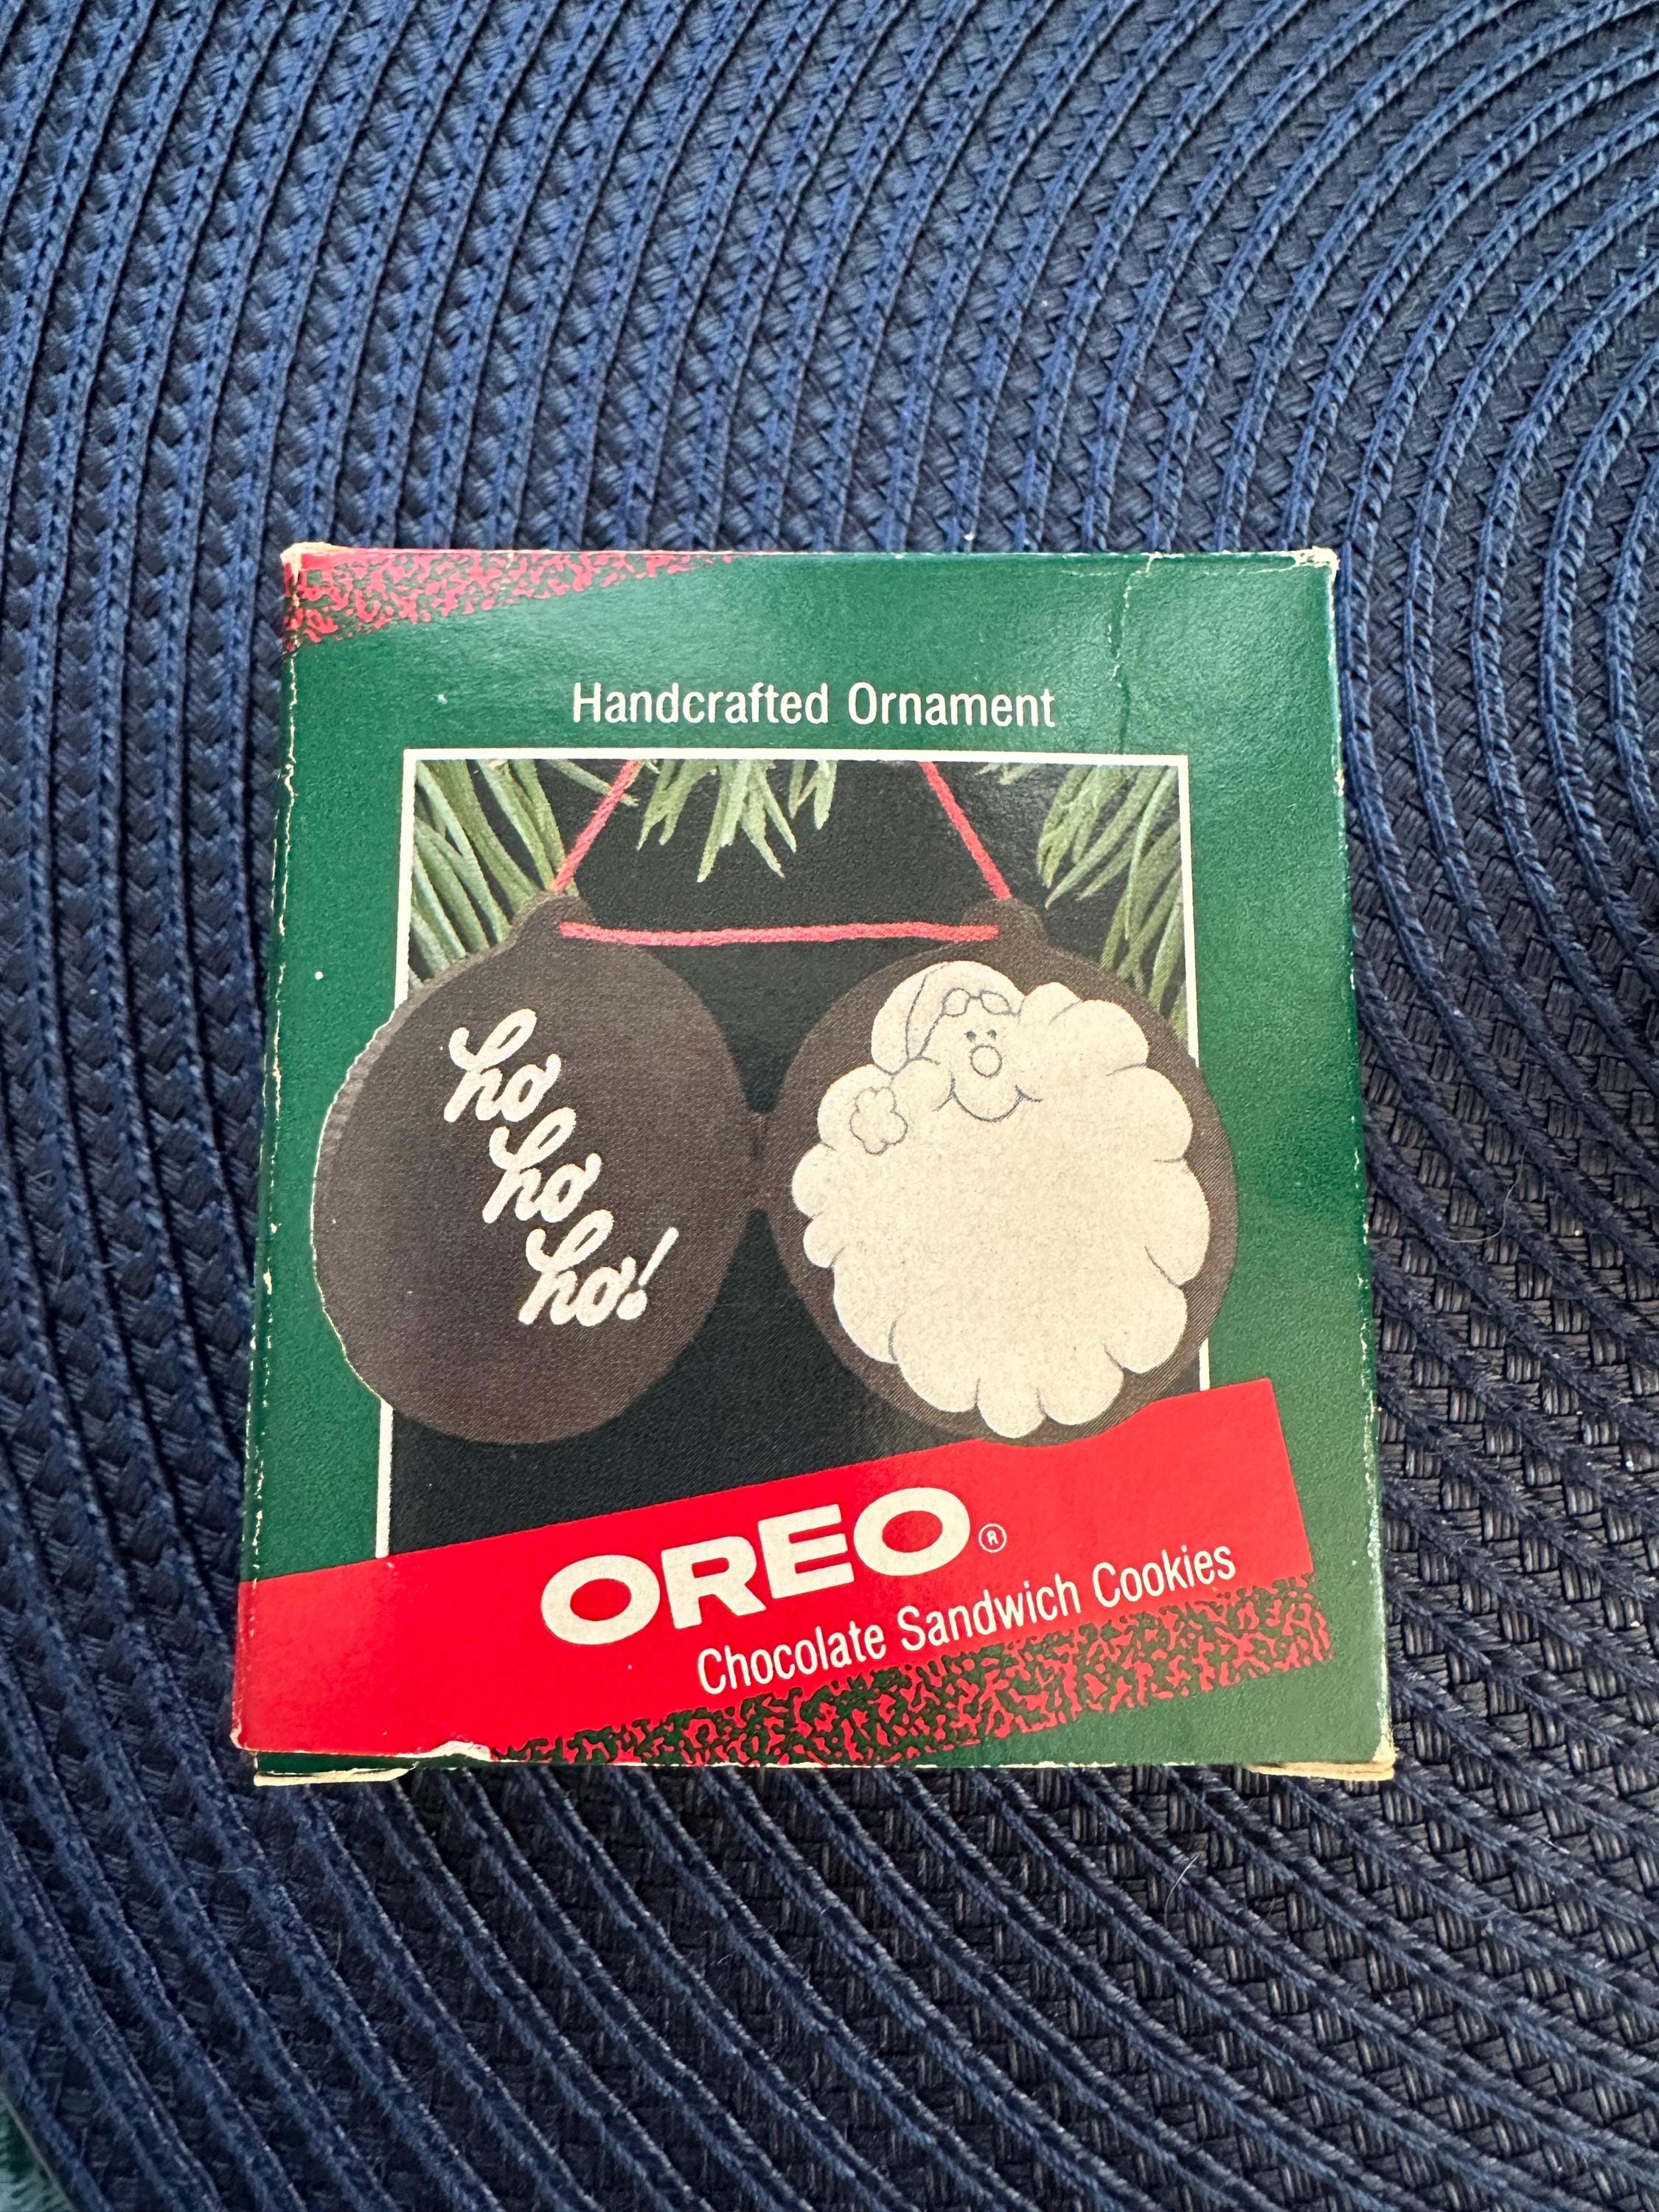 Handcrafted Ornament
ho
ho
ho!
OREO®
Chocolate Sandwich Cookies